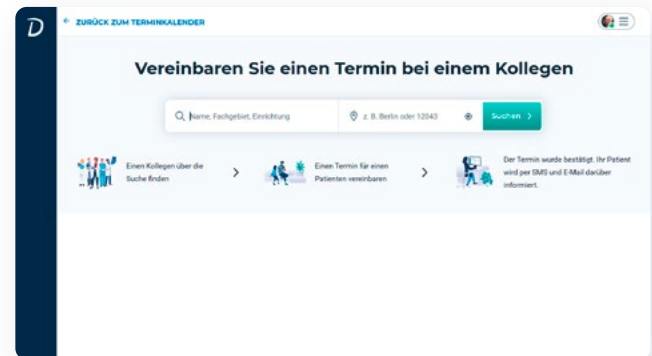 D
← ZURÜCK ZUM TERMINKALENDER
Vereinbaren Sie einen Termin bei einem Kollegen
Name, Fachgebiet, Einrichtung
z. B. Berlin oder 12043
Suchen >
Einen Kollegen über die
Suche finden
>
Einen Termin für einen
Patienten vereinbaren
>
Der Termin wurde bestätigt. Ihr Patient
wird per SMS und E-Mail darüber
informiert.